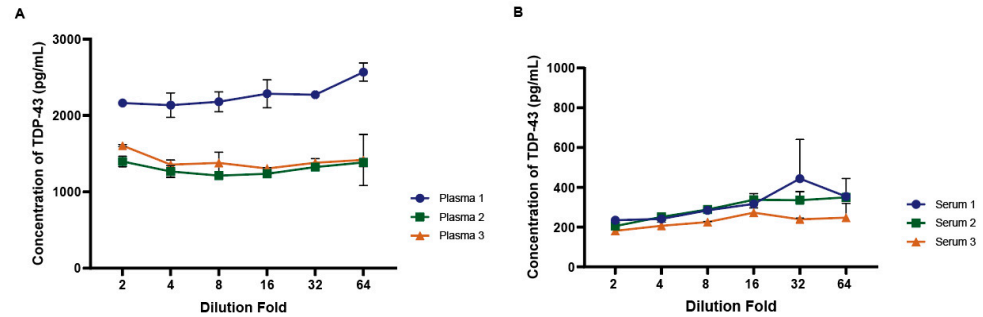 A
Concentration of TDP-43 (pg/mL)
3000
2000
1000
0
2 4 8 16 32 64
Dilution Fold
Plasma 1
Plasma 2
Plasma 3
B
Concentration of TDP-43 (pg/mL)
1000
800
600
400
200
0
2 4 8 16 32 64
Dilution Fold
Serum 1
Serum 2
Serum 3